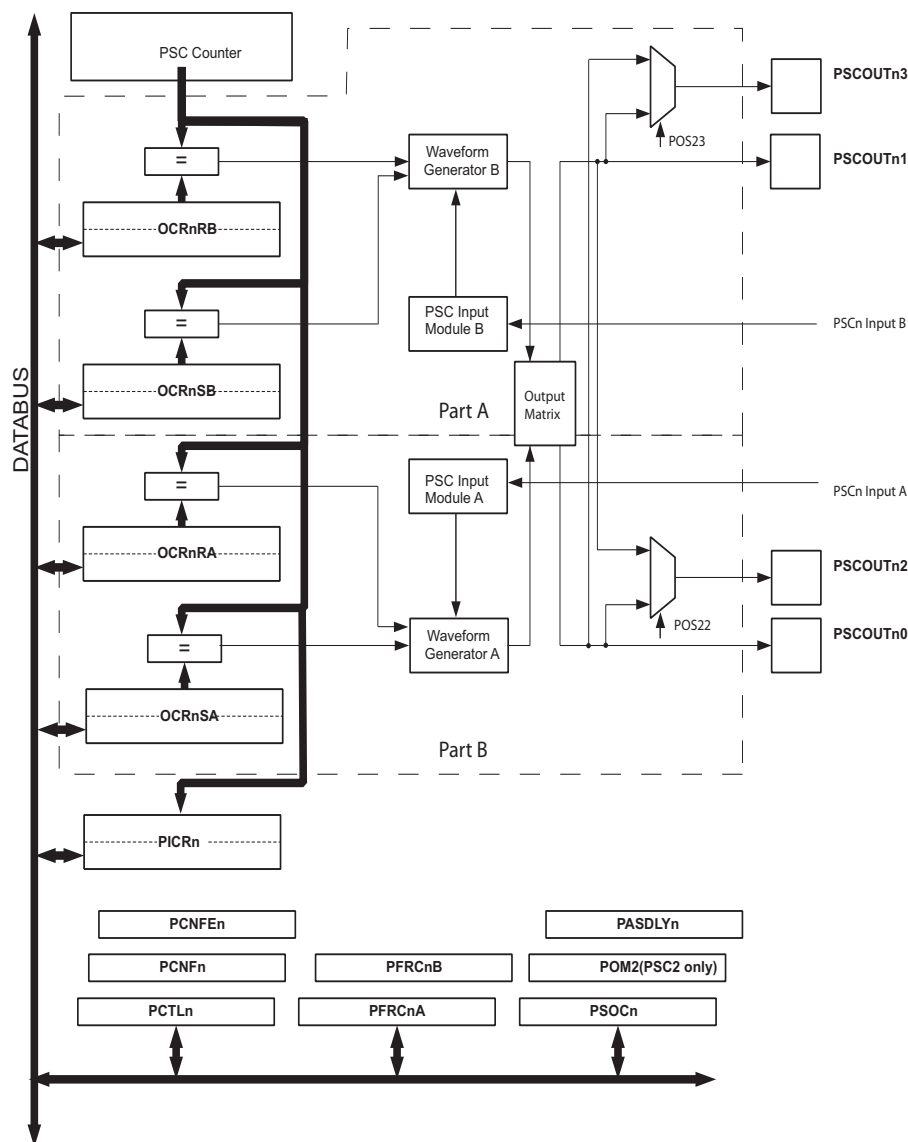 PSC Counter
PSCOUTn3
POS23
=
Waveform
Generator B
PSCOUTn1
OCRnRB
=
PSC Input
Module B
PSCn Input B
OCRnSB
Output
Matrix
Part A
DATABUS
=
PSC Input
Module A
PSCn Input A
OCRnRA
PSCOUTn2
POS22
=
Waveform
Generator A
PSCOUTn0
OCRnSA
Part B
PICRn
PCNFEn
PASDLYn
PCNFn
PFRCnB
POM2(PSC2 only)
PCTLn
PFRCnA
PSOCn